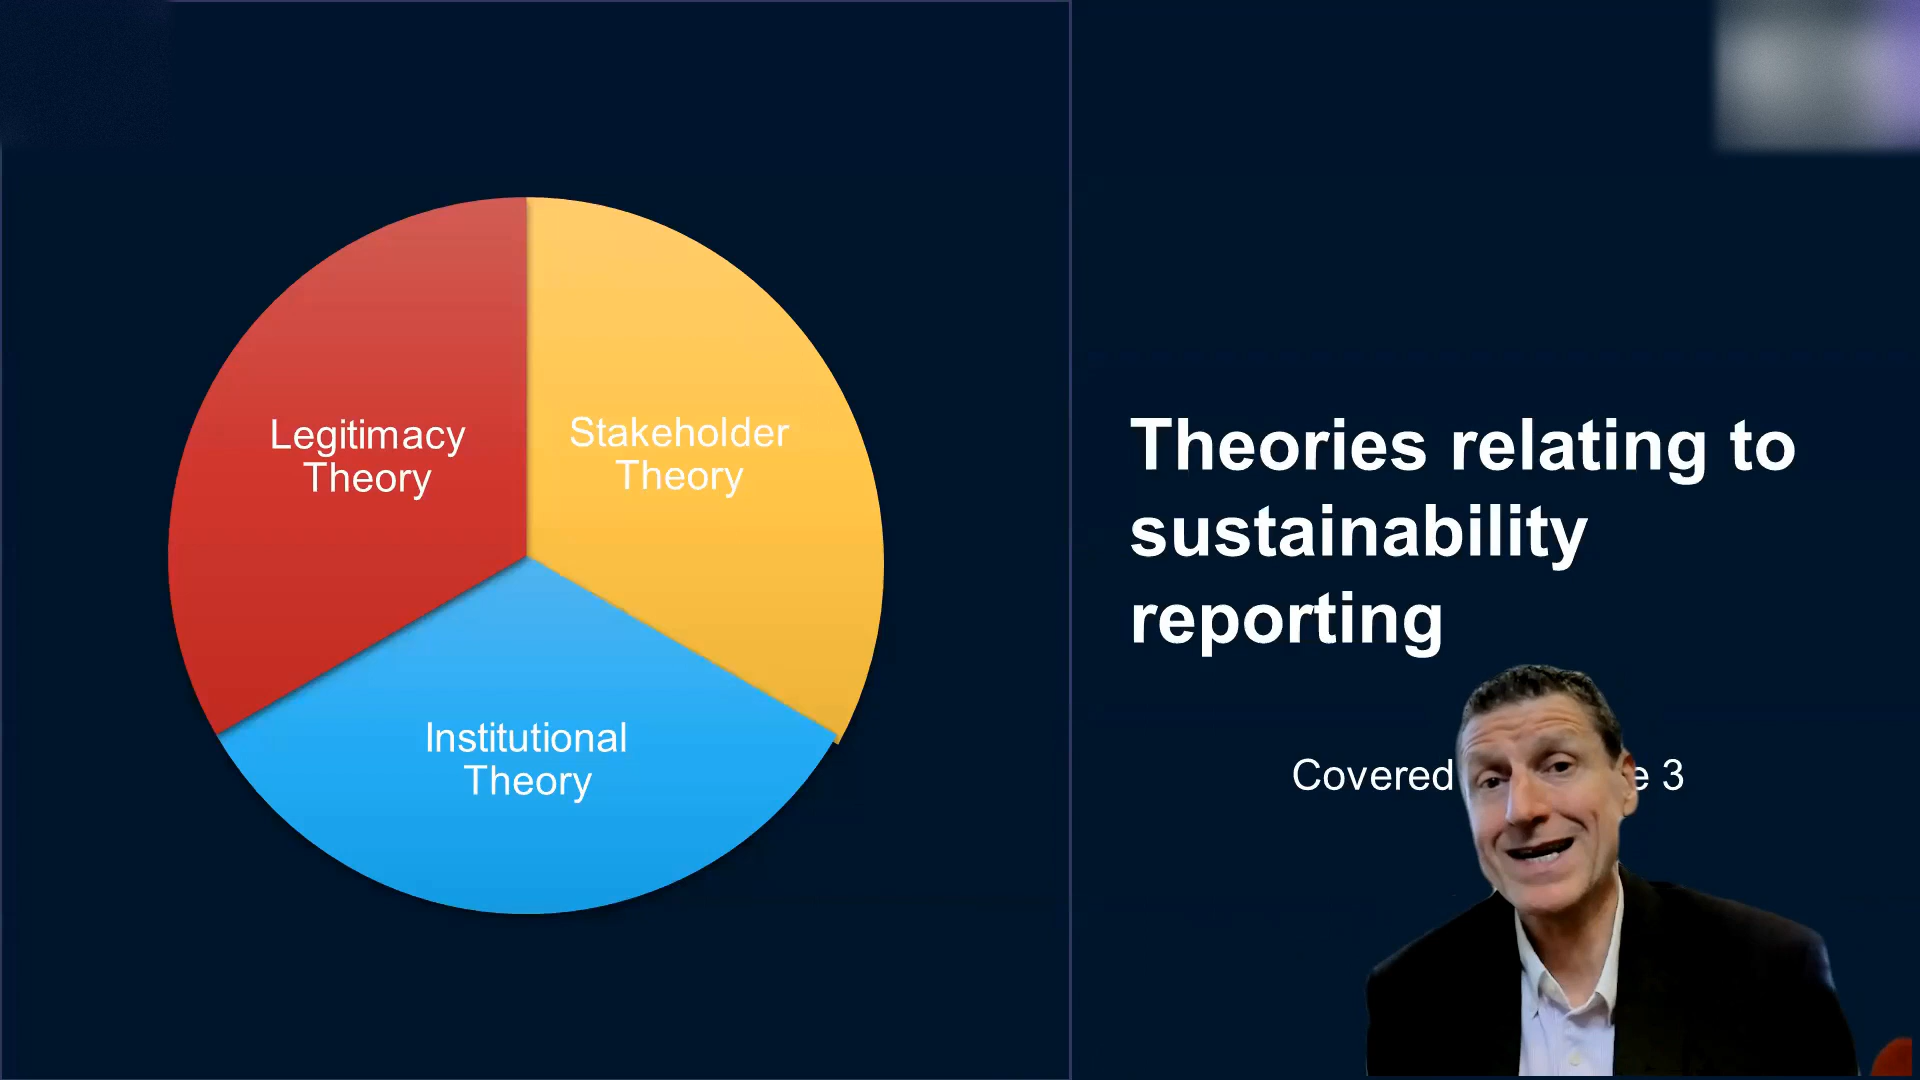 Legitimacy
Theory
Stakeholder
Theory
Institutional
Theory
Theories relating to
sustainability
reporting
Covered 3